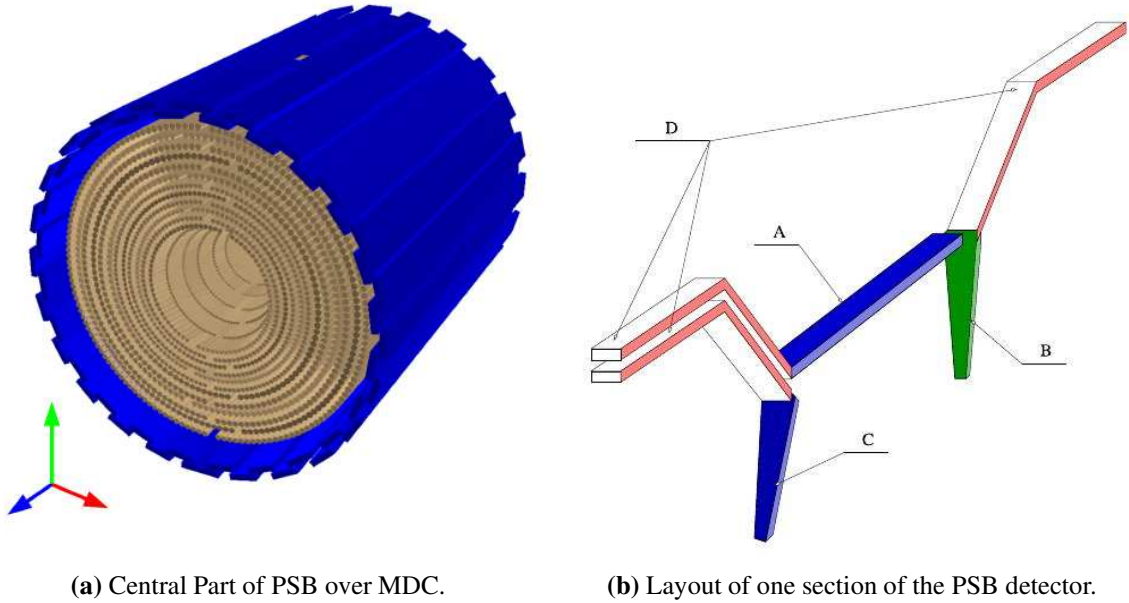 D
A
B
C
(a) Central Part of PSB over MDC.
(b) Layout of one section of the PSB detector.